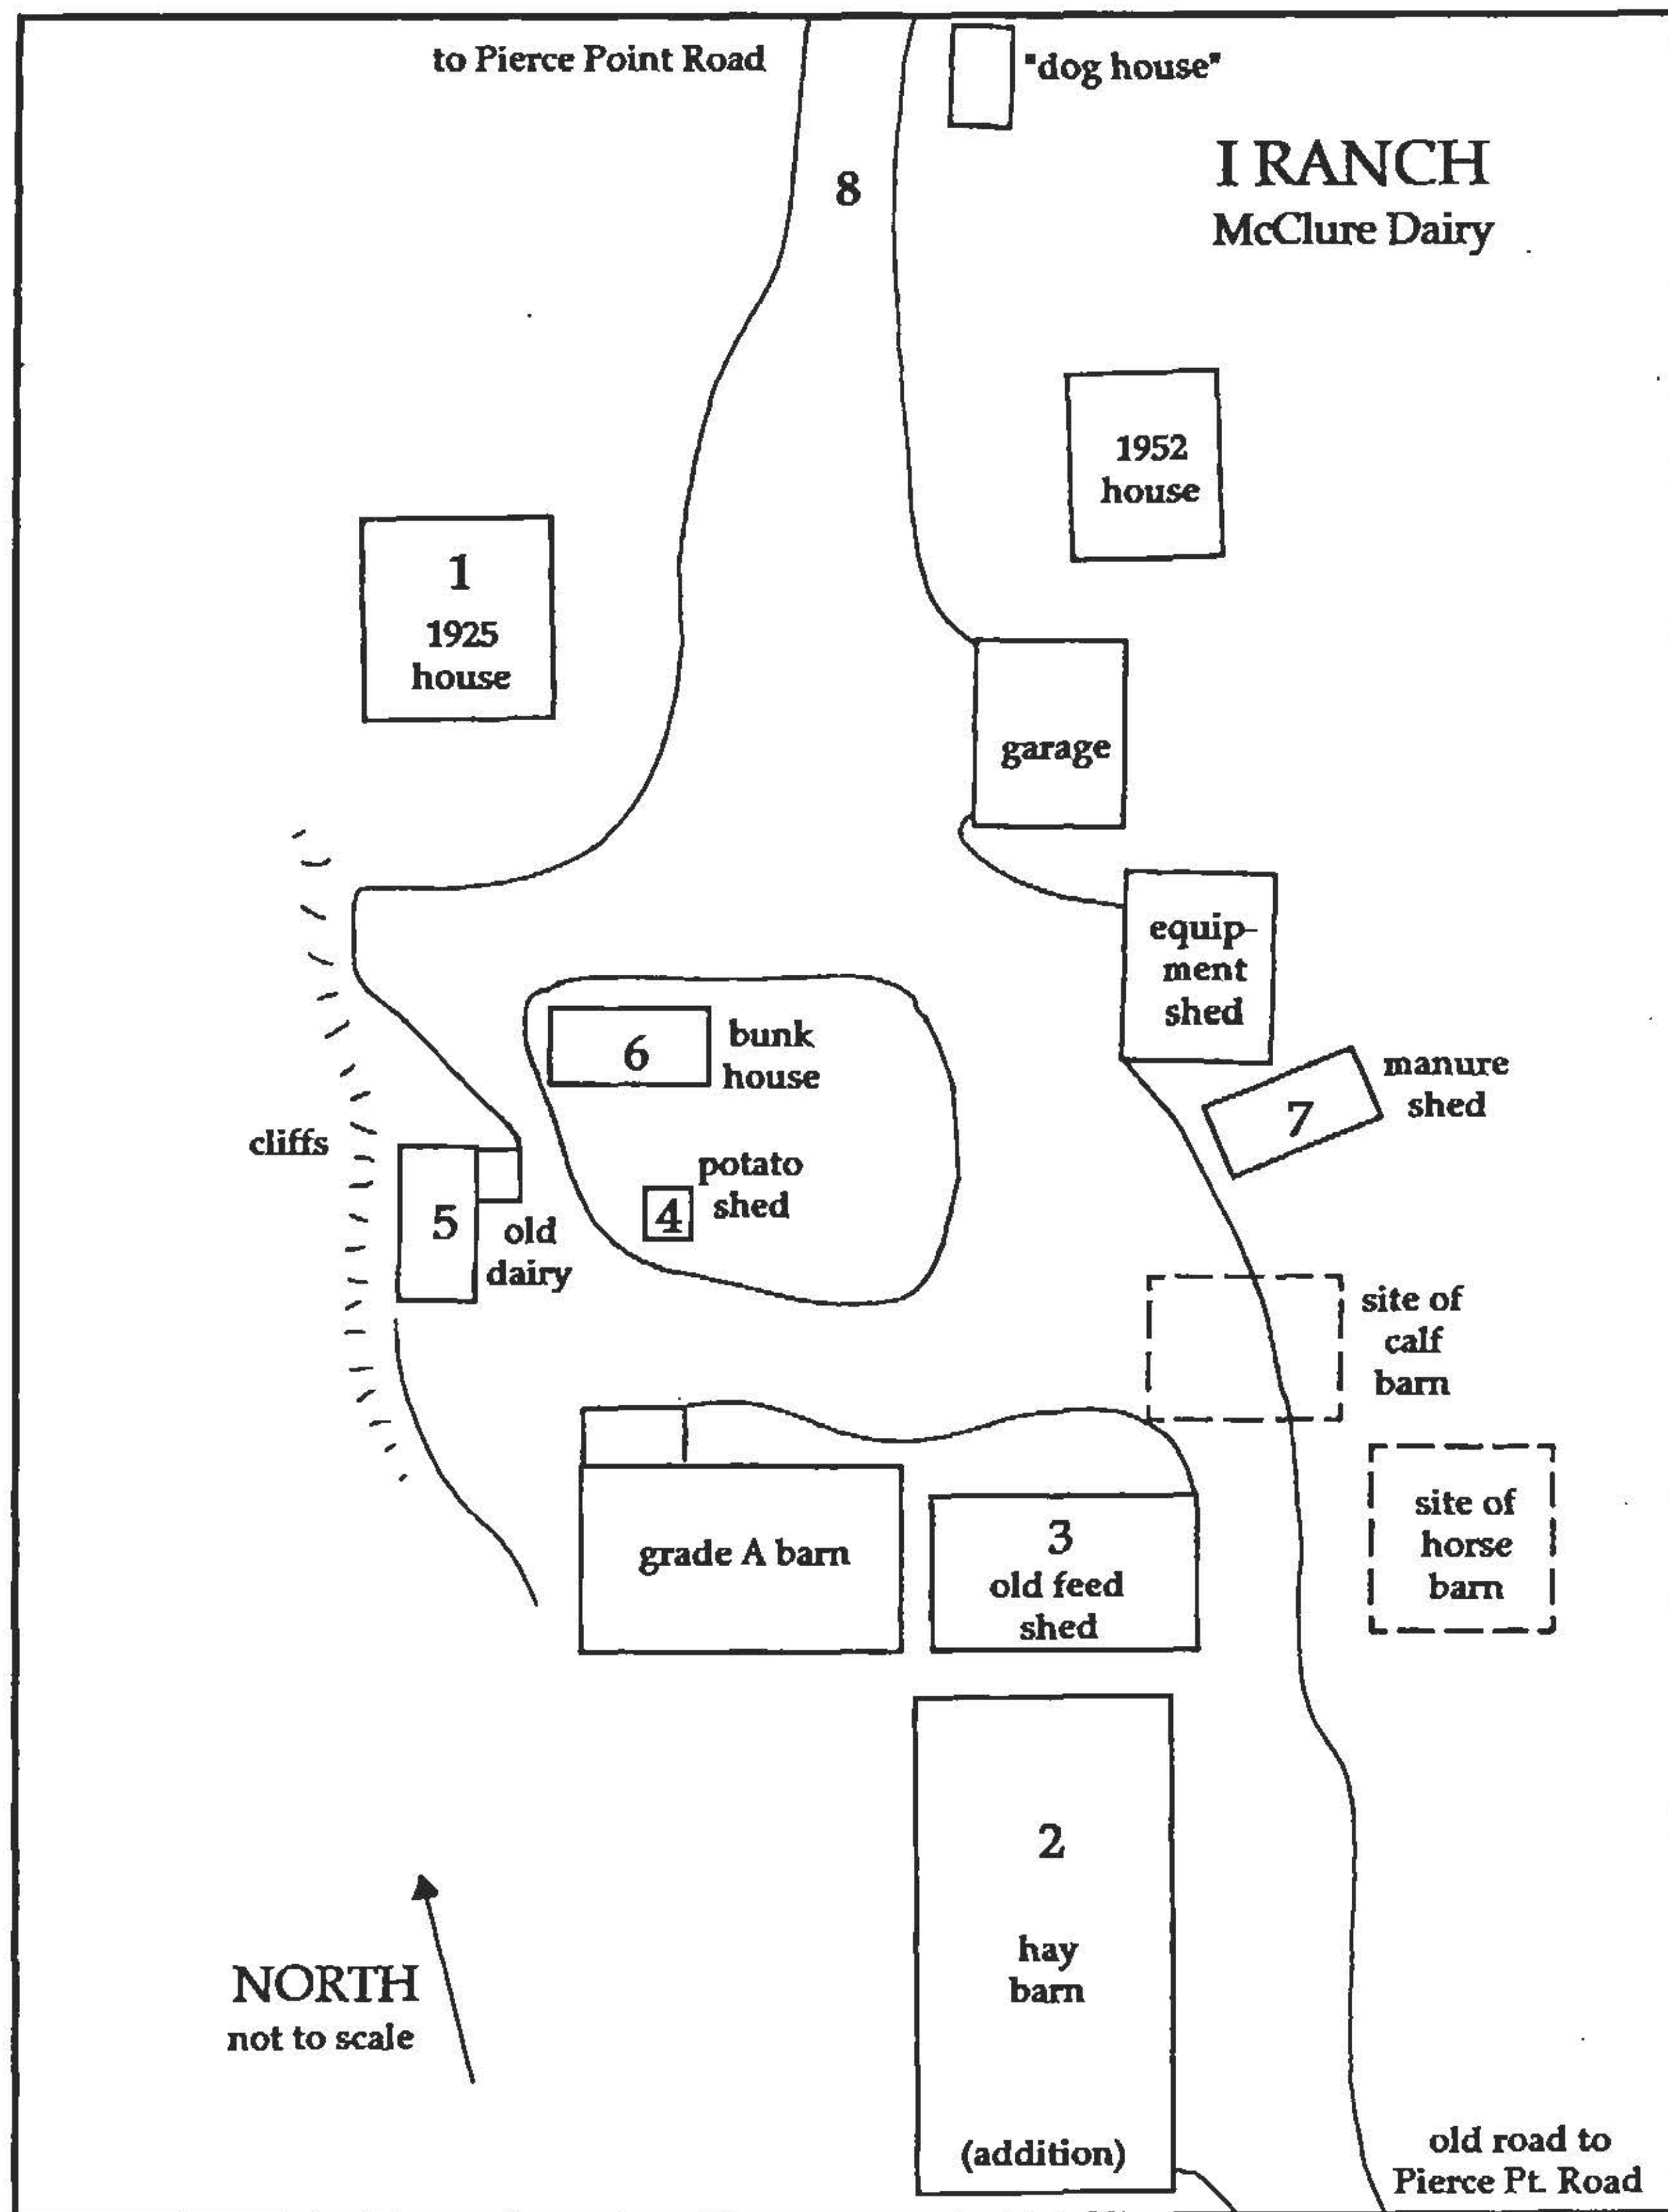 to Pierce Point Road
"dog house"
I RANCH
McClure Dairy
8
1952
house
1
1925
house
garage
equip-
ment
shed
6
bunk
house
manure
shed
7
cliffs
potato
shed
4
5
old
dairy
site of
calf
barn
grade A barn
3
old feed
shed
site of
horse
barn
2
hay
barn
(addition)
NORTH
not to scale
old road to
Pierce Pt. Road